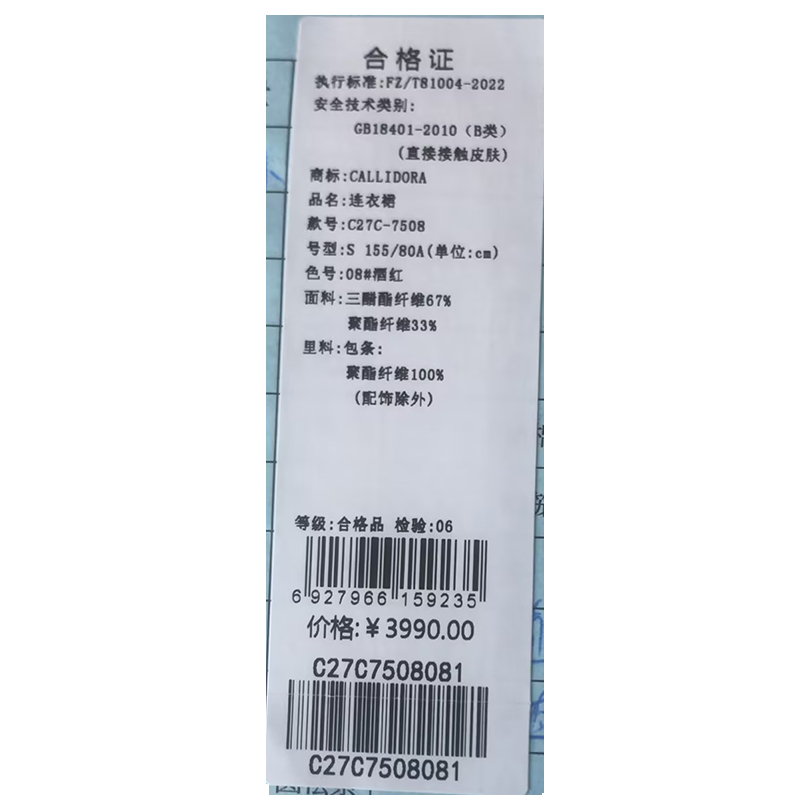 合格证
执行标准:FZ/T81004-2022
安全技术类别:
GB18401-2010（B类）
(直接接触皮肤)
商标:CALLIDORA
品名:连衣裙
款号:C27C-7508
号型:S 155/80A(单位:cm)
色号:08#酒红
面料:三醋酯纤维67%
聚酯纤维33%
里料:包条:
聚酯纤维100%
(配饰除外)
等级:合格品 检验:06
6 927966 159235
价格:￥3990.00
C27C7508081
C27C7508081